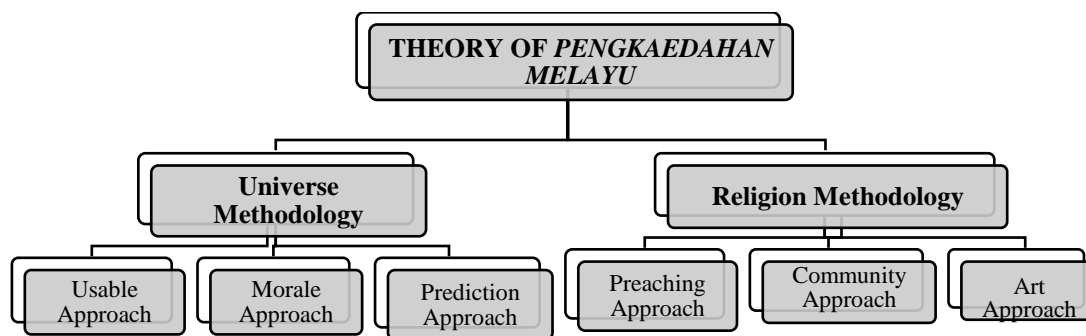 THEORY OF PENGKAEDAHAN
MELAYU
Universe
Methodology
Religion Methodology
Usable
Approach
Morale
Approach
Prediction
Approach
Preaching
Approach
Community
Approach
Art
Approach